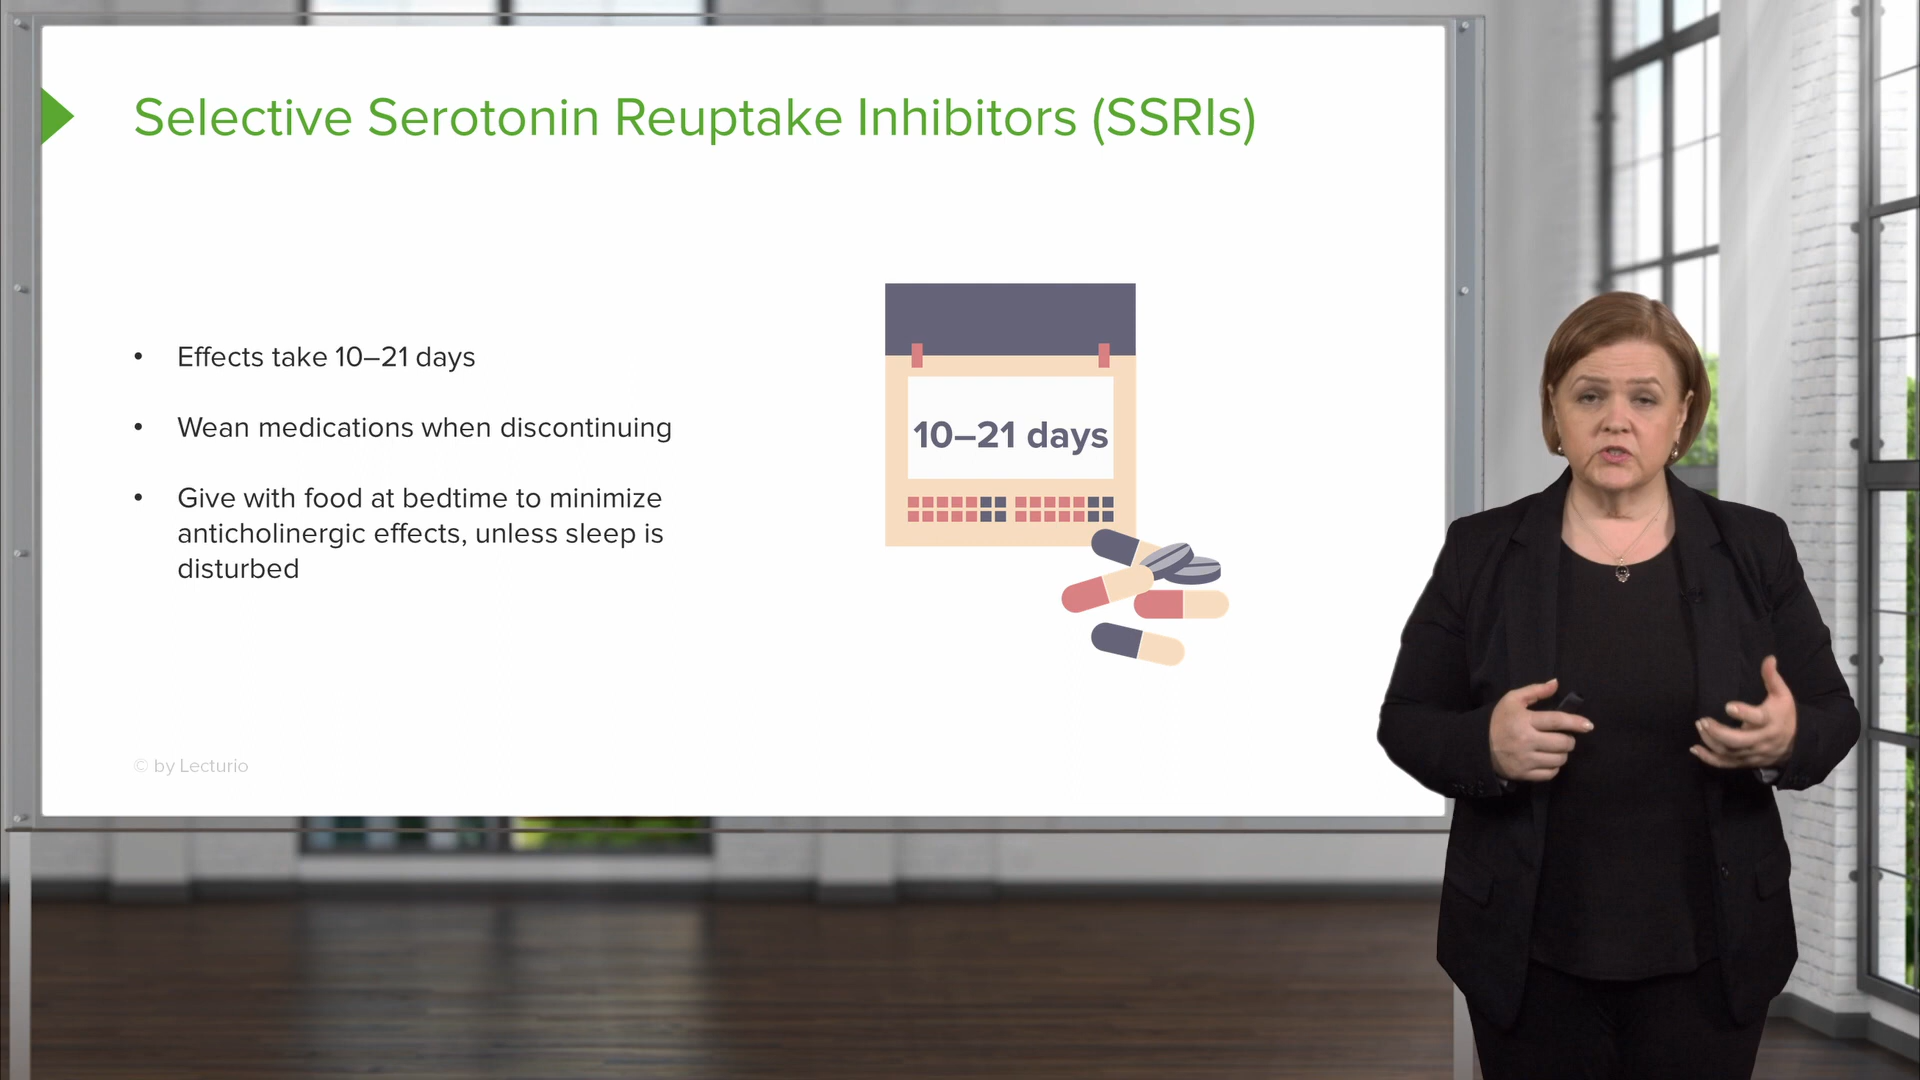 Selective Serotonin Reuptake Inhibitors (SSRIs)
• Effects take 10–21 days
• Wean medications when discontinuing
• Give with food at bedtime to minimize
anticholinergic effects, unless sleep is
disturbed
10–21 days
© by Lecturio